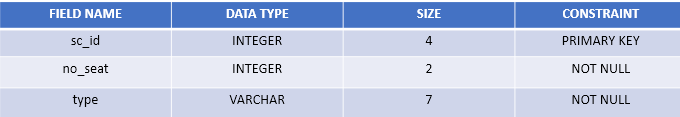 FIELD NAME DATA TYPE SIZE CONSTRAINT
sc_id INTEGER 4 PRIMARY KEY
no_seat INTEGER 2 NOT NULL
type VARCHAR 7 NOT NULL